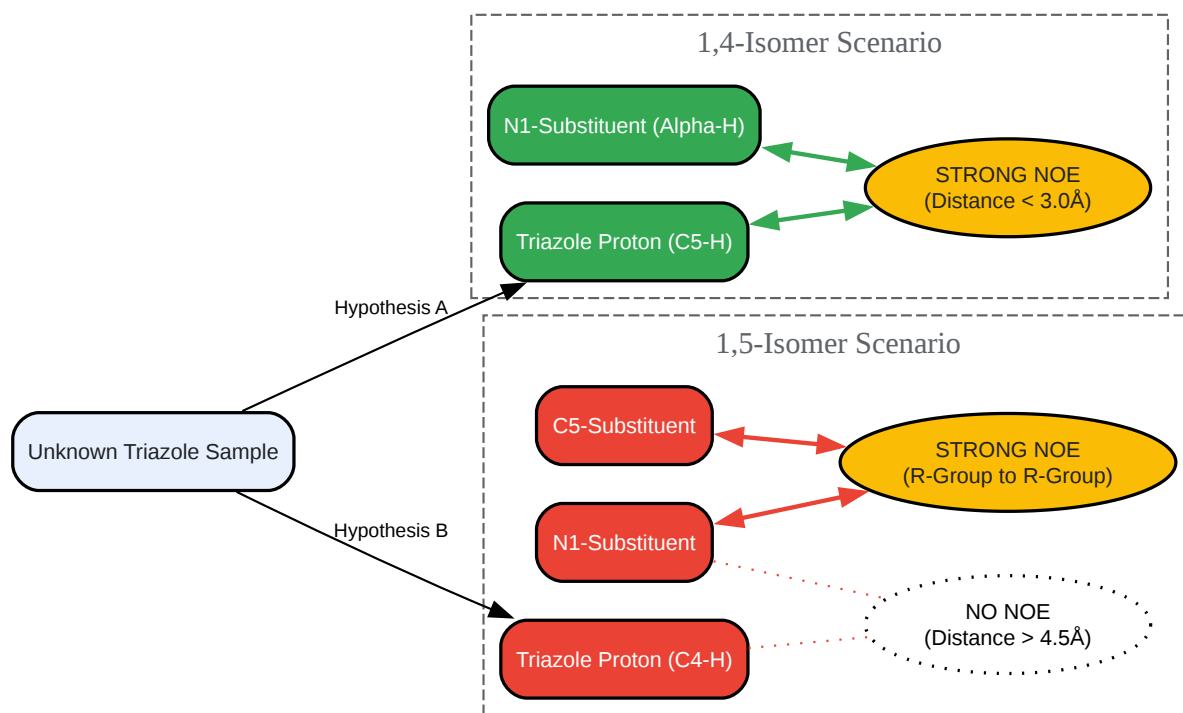 1,4-Isomer Scenario
N1-Substituent (Alpha-H)
STRONG NOE
(Distance < 3.0Å)
Triazole Proton (C5-H)
Hypothesis A
1,5-Isomer Scenario
C5-Substituent
STRONG NOE
(R-Group to R-Group)
Unknown Triazole Sample
Hypothesis B
N1-Substituent
NO NOE
(Distance > 4.5Å)
Triazole Proton (C4-H)